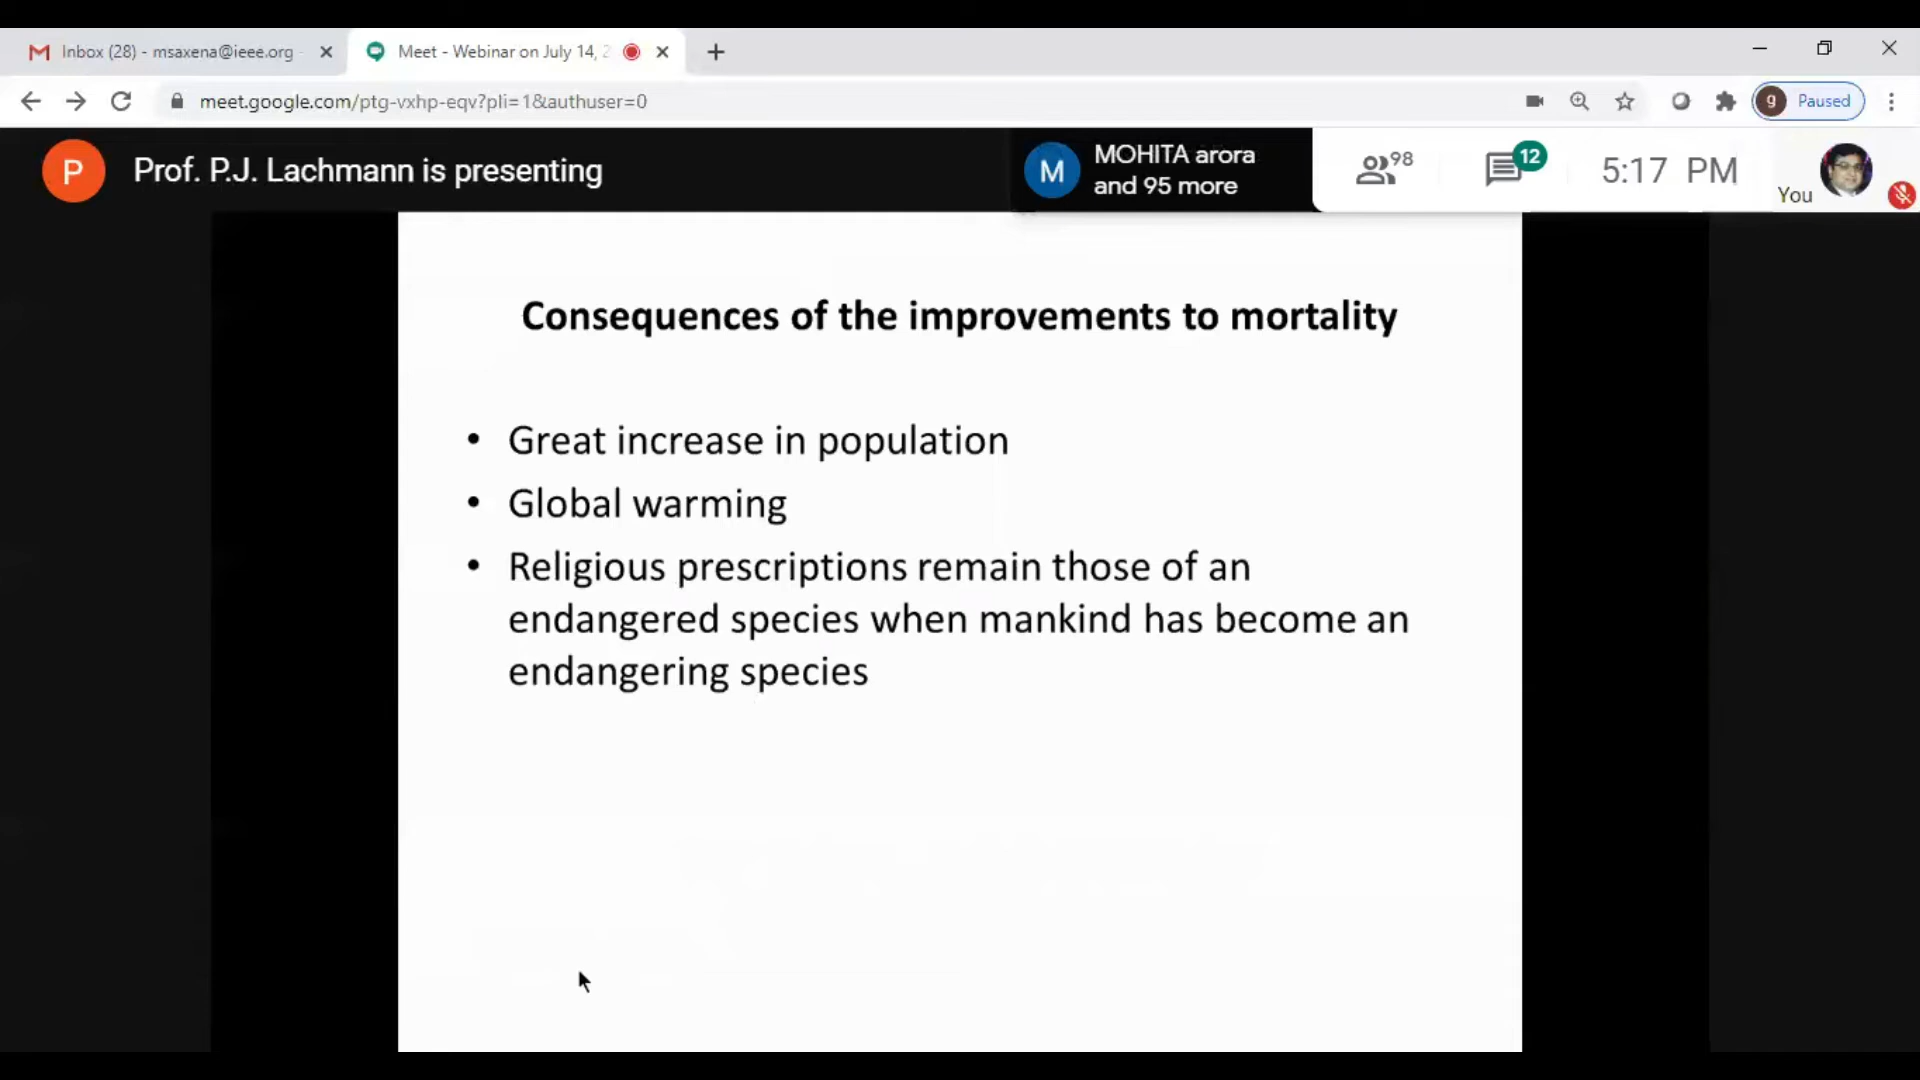 Inbox (28) - msaxena@ieee.org
Meet - Webinar on July 14, 2
meet.google.com/ptg-vxhp-eqv?pli=1&authuser=0
g Paused
P Prof. P.J. Lachmann is presenting
M MOHITA arora
and 95 more
98
12
5:17 PM
You
Consequences of the improvements to mortality
• Great increase in population
• Global warming
• Religious prescriptions remain those of an
endangered species when mankind has become an
endangering species